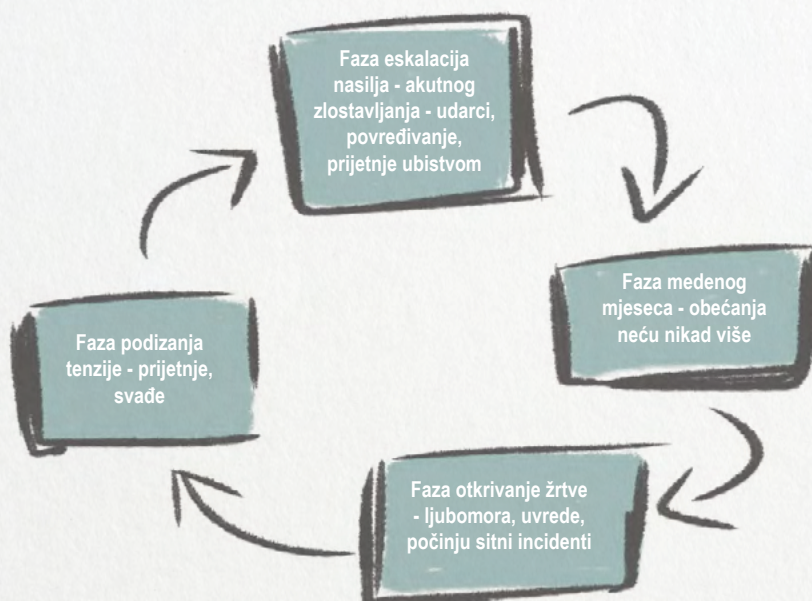 Faza eskalacija
nasilja - akutnog
zlostavljanja - udarci,
povređivanje,
prijetnje ubistvom
Faza medenog
mjeseca - obećanja
neću nikad više
Faza podizanja
tenzije - prijetnje,
svađe
Faza otkrivanje žrtve
- ljubomora, uvrede,
počinju sitni incidenti